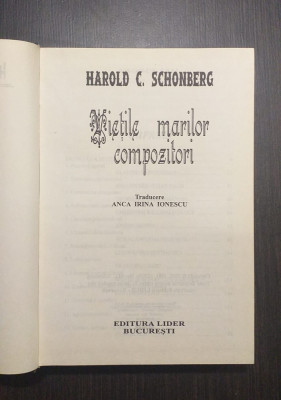 HAROLD C. SCHONBERG
Viețile marilor
compozitori
Traducere
ANCA IRINA IONESCU
EDITURA LIDER
BUCUREȘTI